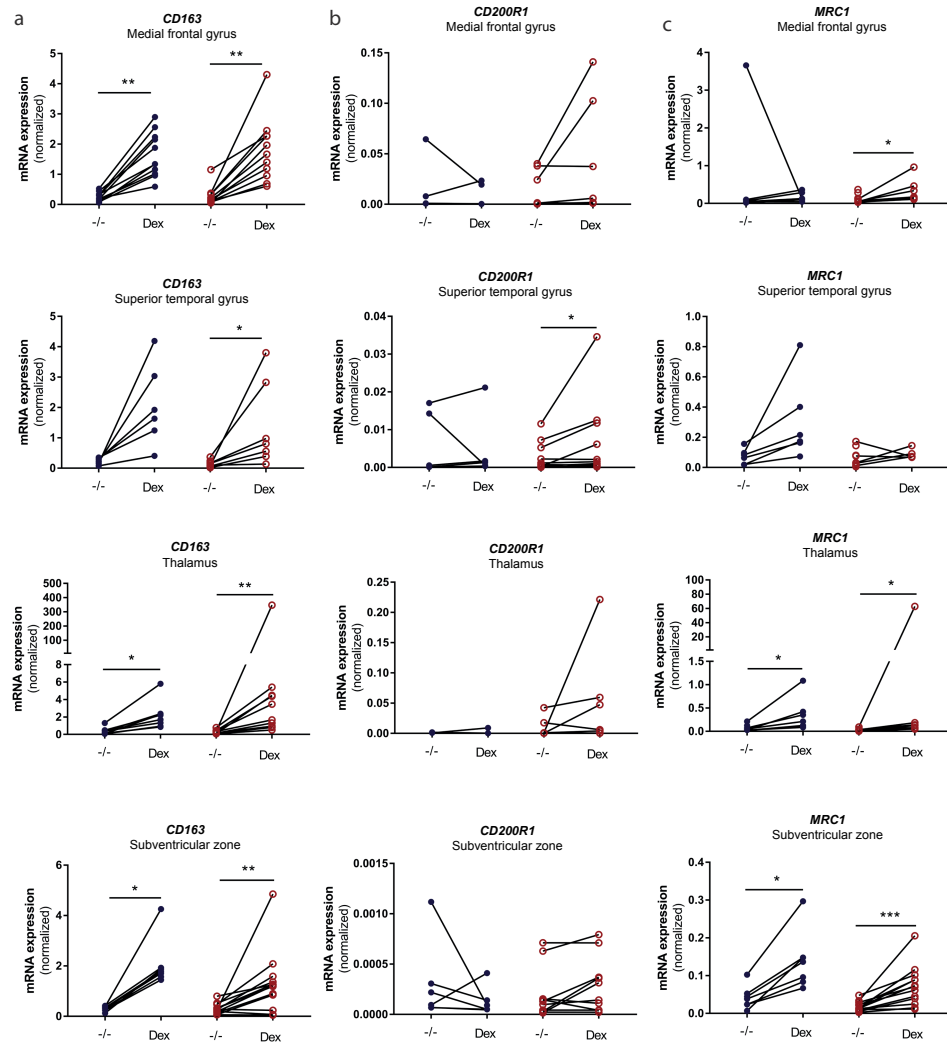 a
CD163
Medial frontal gyrus
mRNA expression
(normalized)
5
4
3
2
1
0
**
**
-/-
Dex
-/-
Dex
b
CD200R1
Medial frontal gyrus
mRNA expression
(normalized)
0.15
0.10
0.05
0.00
-/-
Dex
-/-
Dex
c
MRC1
Medial frontal gyrus
mRNA expression
(normalized)
4
3
2
1
0
*
-/-
Dex
-/-
Dex
CD163
Superior temporal gyrus
mRNA expression
(normalized)
5
4
3
2
1
0
*
-/-
Dex
-/-
Dex
CD200R1
Superior temporal gyrus
mRNA expression
(normalized)
0.04
0.03
0.02
0.01
0.00
*
-/-
Dex
-/-
Dex
MRC1
Superior temporal gyrus
mRNA expression
(normalized)
1.0
0.8
0.6
0.4
0.2
0.0
-/-
Dex
-/-
Dex
CD163
Thalamus
mRNA expression
(normalized)
500
400
300
200
100
8
6
4
2
0
*
**
-/-
Dex
-/-
Dex
CD200R1
Thalamus
mRNA expression
(normalized)
0.25
0.20
0.15
0.10
0.05
0.00
-/-
Dex
-/-
Dex
MRC1
Thalamus
mRNA expression
(normalized)
100
80
60
40
20
1.5
1.0
0.5
0.0
*
*
-/-
Dex
-/-
Dex
CD163
Subventricular zone
mRNA expression
(normalized)
6
4
2
0
*
**
-/-
Dex
-/-
Dex
CD200R1
Subventricular zone
mRNA expression
(normalized)
0.0015
0.0010
0.0005
0.0000
-/-
Dex
-/-
Dex
MRC1
Subventricular zone
mRNA expression
(normalized)
0.4
0.3
0.2
0.1
0.0
*
***
-/-
Dex
-/-
Dex